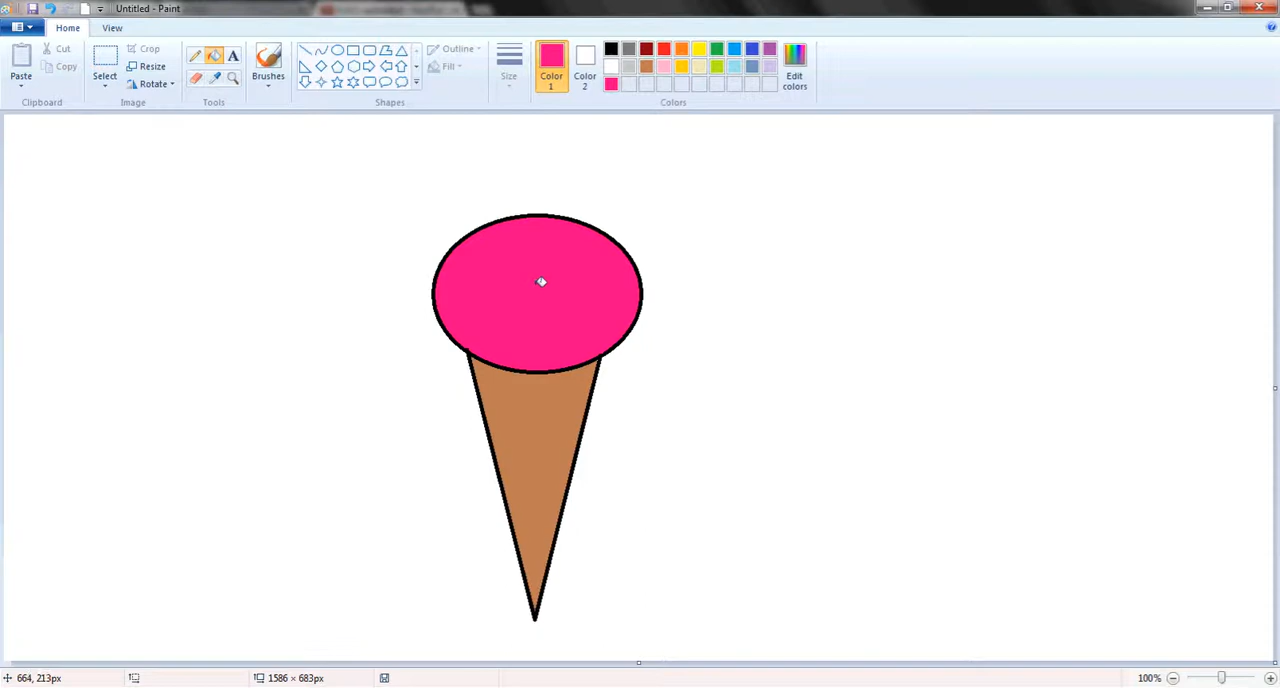 Untitled - Paint
Home View
Paste
Cut
Copy
Clipboard
Select
Crop
Resize
Rotate
Image
A
Tools
Brushes
Shapes
Outline
Fill
Size
Color 1
Color 2
Edit colors
Colors
664, 213px
1586 × 683px
100%